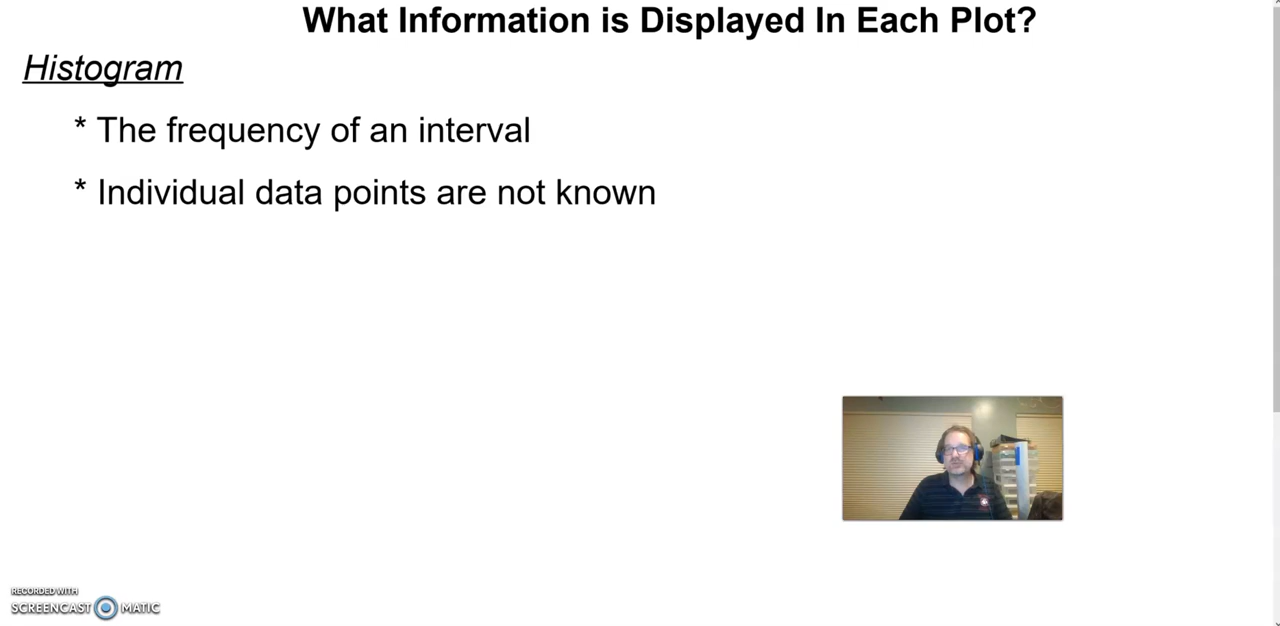 What Information is Displayed In Each Plot?
Histogram
* The frequency of an interval
* Individual data points are not known
RECORDED WITH
SCREENCAST MATIC